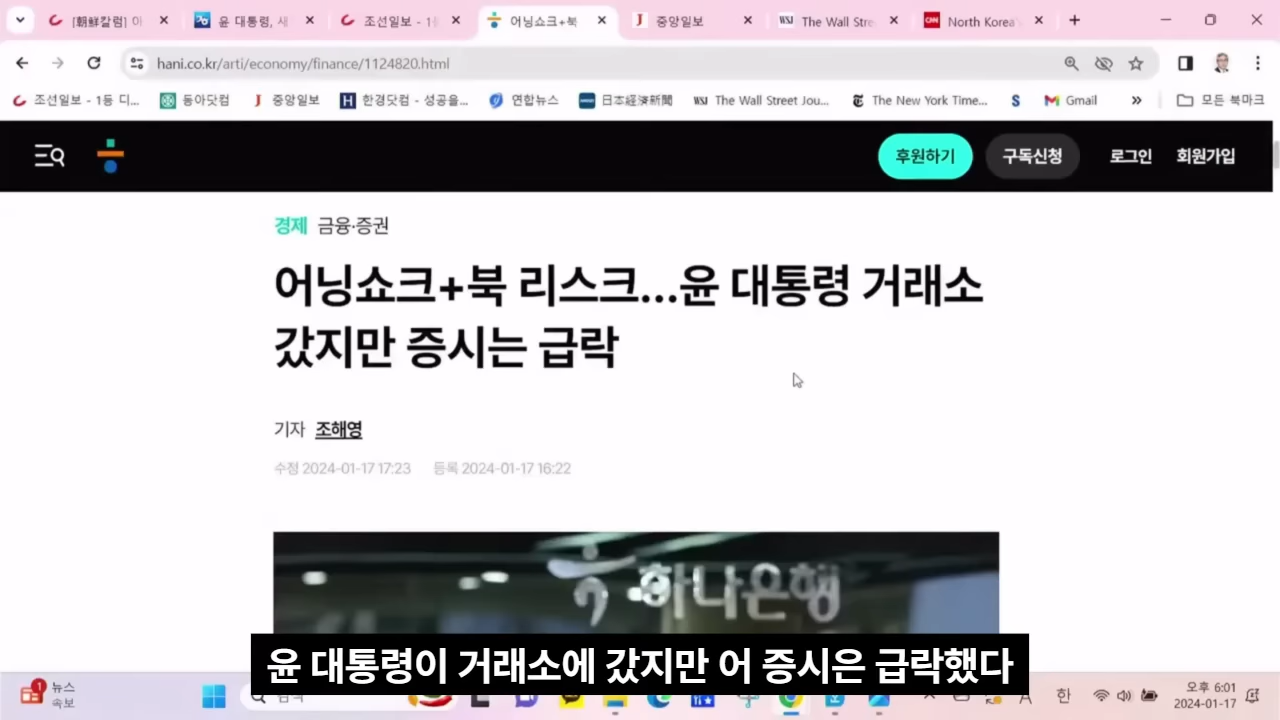 [朝鮮칼럼] 이
윤 대통령, 새
조선일보 - 1등
어닝쇼크+북
중앙일보
The Wall Stre
North Korea'
hani.co.kr/arti/economy/finance/1124820.html
조선일보 - 1등 디...
동아닷컴
중앙일보
한경닷컴 - 성공을...
연합뉴스
日本経済新聞
WSJ The Wall Street Jou...
The New York Time...
Gmail
모든 북마크
후원하기
구독신청
로그인
회원가입
경제 금융·증권
어닝쇼크+북 리스크...윤 대통령 거래소
갔지만 증시는 급락
기자 조해영
수정 2024-01-17 17:23 등록 2024-01-17 16:22
하나은행
윤 대통령이 거래소에 갔지만 어 증시은 급락했다
뉴스
속보
검색
한
오후 6:01
2024-01-17